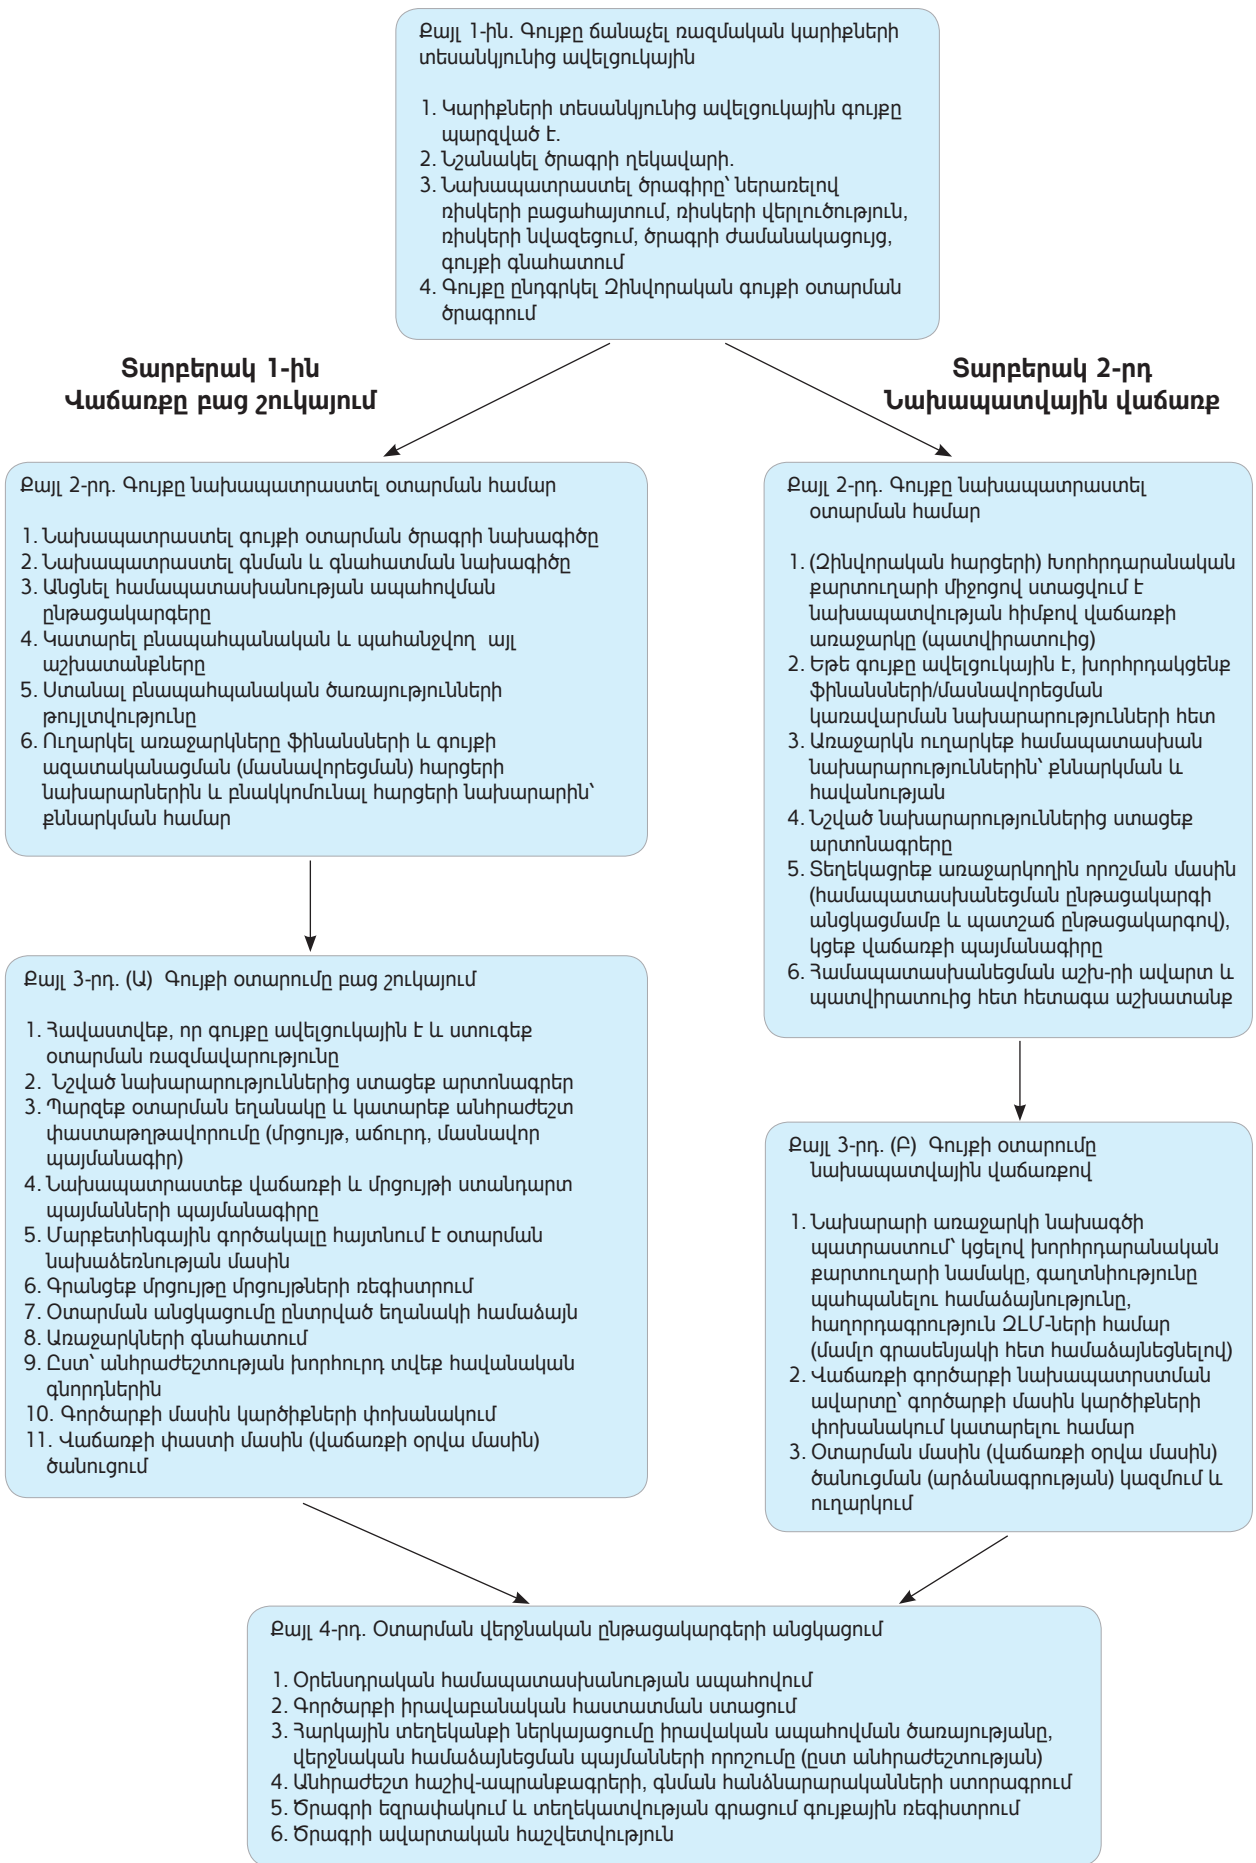 Քայլ 1-ին. Գույքը ճանաչել ռազմական կարիքների
տեսանկյունից ավելցուկային
1. Կարիքների տեսանկյունից ավելցուկային գույքը
պարզված է.
2. Նշանակել ծրագրի ղեկավարի.
3. Նախապատրաստել ծրագիրը՝ ներառելով
ռիսկերի բացահայտում, ռիսկերի վերլուծություն,
ռիսկերի նվազեցում, ծրագրի ժամանակացույց,
գույքի գնահատում
4. Գույքը ընդգրկել Զինվորական գույքի օտարման
ծրագրում
Տարբերակ 1-ին
Վաճառքը բաց շուկայում
Քայլ 2-րդ. Գույքը նախապատրաստել օտարման համար
1. Նախապատրաստել գույքի օտարման ծրագրի նախագիծը
2. Նախապատրաստել գնման և գնահատման նախագիծը
3. Անցնել համապատասխանության ապահովման
ընթացակարգերը
4. Կատարել բնապահպանական և պահանջվող այլ
աշխատանքները
5. Ստանալ բնապահպանական ծառայությունների
թույլտվությունը
6. Ուղարկել առաջարկները ֆինանսների և գույքի
ազատականացման (մասնավորեցման) հարցերի
նախարարներին և բնակկոմունալ հարցերի նախարարին՝
քննարկման համար
Քայլ 3-րդ. (Ա) Գույքի օտարումը բաց շուկայում
1. Հավաստվեք, որ գույքը ավելցուկային է և ստուգեք
օտարման ռազմավարությունը
2. Նշված նախարարություններից ստացեք արտոնագրեր
3. Պարզեք օտարման եղանակը և կատարեք անհրաժեշտ
փաստաթղթավորումը (մրցույթ, աճուրդ, մասնավոր
պայմանագիր)
4. Նախապատրաստեք վաճառքի և մրցույթի ստանդարտ
պայմանների պայմանագիրը
5. Մարքետինգային գործակալը հայտնում է օտարման
նախաձեռնության մասին
6. Գրանցեք մրցույթը մրցույթների ռեգիստրում
7. Օտարման անցկացումը ընտրված եղանակի համաձայն
8. Առաջարկների գնահատում
9. Ըստ՝ անհրաժեշտության խորհուրդ տվեք հավանական
գնորդներին
10. Գործարքի մասին կարծիքների փոխանակում
11. Վաճառքի փաստի մասին (վաճառքի օրվա մասին)
ծանուցում
Տարբերակ 2-րդ
Նախապատվային վաճառք
Քայլ 2-րդ. Գույքը նախապատրաստել
օտարման համար
1. (Զինվորական հարցերի) Խորհրդարանական
քարտուղարի միջոցով ստացվում է
նախապատվության հիմքով վաճառքի
առաջարկը (պատվիրատուից)
2. Եթե գույքը ավելցուկային է, խորհրդակցենք
ֆինանսների/մասնավորեցման
կառավարման նախարարությունների հետ
3. Առաջարկն ուղարկեք համապատասխան
նախարարություններին՝ քննարկման և
հավանության
4. Նշված նախարարություններից ստացեք
արտոնագրերը
5. Տեղեկացրեք առաջարկողին որոշման մասին
(համապատասխանեցման ընթացակարգի
անցկացմամբ և պատշաճ ընթացակարգով),
կցեք վաճառքի պայմանագիրը
6. Համապատասխանեցման աշխ-րի ավարտ և
պատվիրատուից հետ հետագա աշխատանք
Քայլ 3-րդ. (Բ) Գույքի օտարումը
նախապատվային վաճառքով
1. Նախարարի առաջարկի նախագծի
պատրաստում՝ կցելով խորհրդարանական
քարտուղարի նամակը, գաղտնիությունը
պահպանելու համաձայնությունը,
հաղորդագրություն ԶԼՄ-ների համար
(մամլո գրասենյակի հետ համաձայնեցնելով)
2. Վաճառքի գործարքի նախապատրստման
ավարտը՝ գործարքի մասին կարծիքների
փոխանակում կատարելու համար
3. Օտարման մասին (վաճառքի օրվա մասին)
ծանուցման (արձանագրության) կազմում և
ուղարկում
Քայլ 4-րդ. Օտարման վերջնական ընթացակարգերի անցկացում
1. Օրենսդրական համապատասխանության ապահովում
2. Գործարքի իրավաբանական հաստատման ստացում
3. Հարկային տեղեկանքի ներկայացումը իրավական ապահովման ծառայությանը,
վերջնական համաձայնեցման պայմանների որոշումը (ըստ անհրաժեշտության)
4. Անհրաժեշտ հաշիվ-ապրանքագրերի, գնման հանձնարարականների ստորագրում
5. Ծրագրի եզրափակում և տեղեկատվության գրացում գույքային ռեգիստրում
6. Ծրագրի ավարտական հաշվետվություն